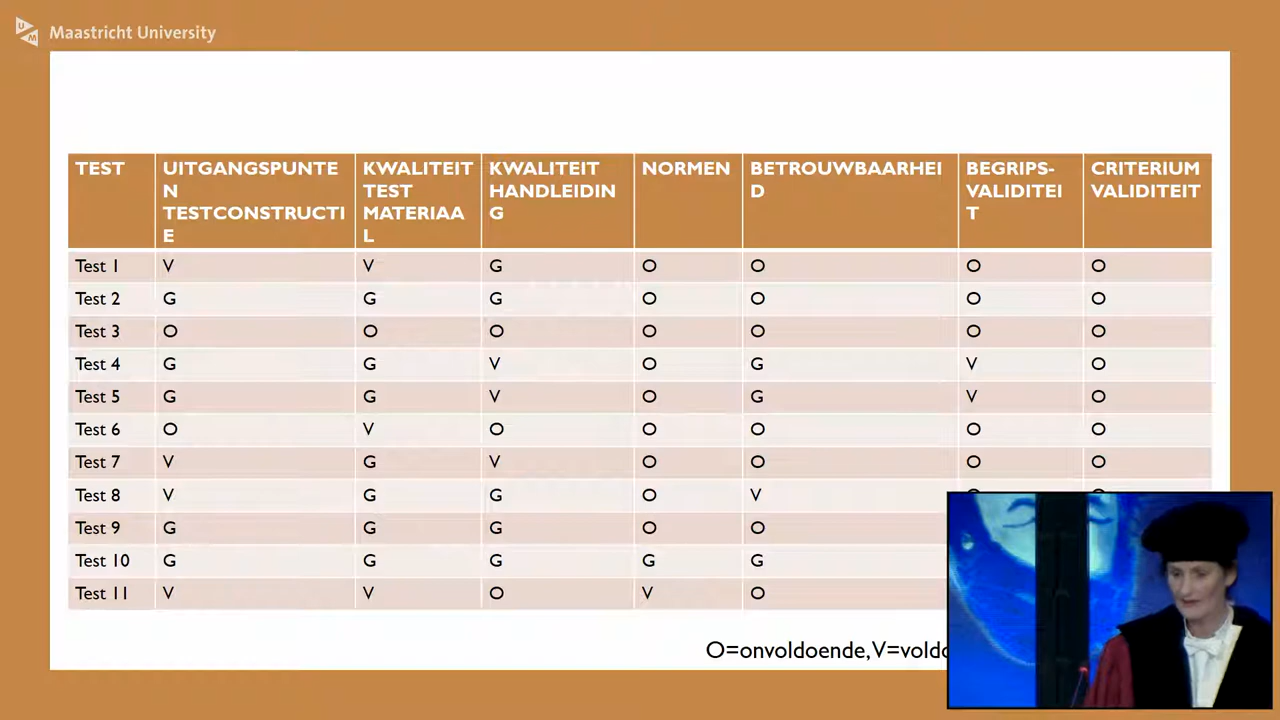 Maastricht University
TEST UITGANGSPUNTE KWALITEIT KWALITEIT NORMEN BETROUWBAARHEI BEGRIPS- CRITERIUM
N TEST HANDLEIDIN D VALIDITEI VALIDITEIT
TESTCONSTRUCTI MATERIAA G T
E L
Test 1 V V G O O O O
Test 2 G G G O O O O
Test 3 O O O O O O O
Test 4 G G V O G V O
Test 5 G G V O G V O
Test 6 O V O O O O O
Test 7 V G V O O O O
Test 8 V G G O V
Test 9 G G G O O
Test 10 G G G G G
Test 11 V V O V O
O=onvoldoende,V=voldo